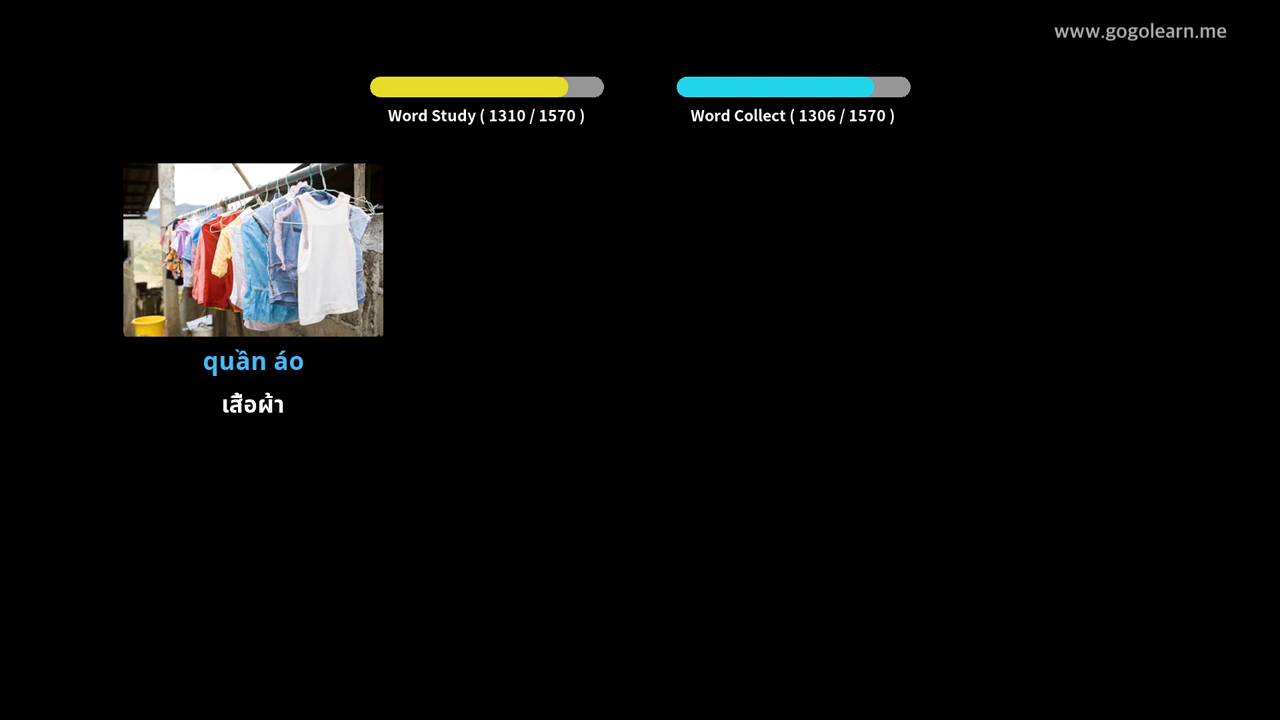 www.gogolearn.me
Word Study ( 1310 / 1570 )
Word Collect ( 1306 / 1570 )
quần áo
เสื้อผ้า